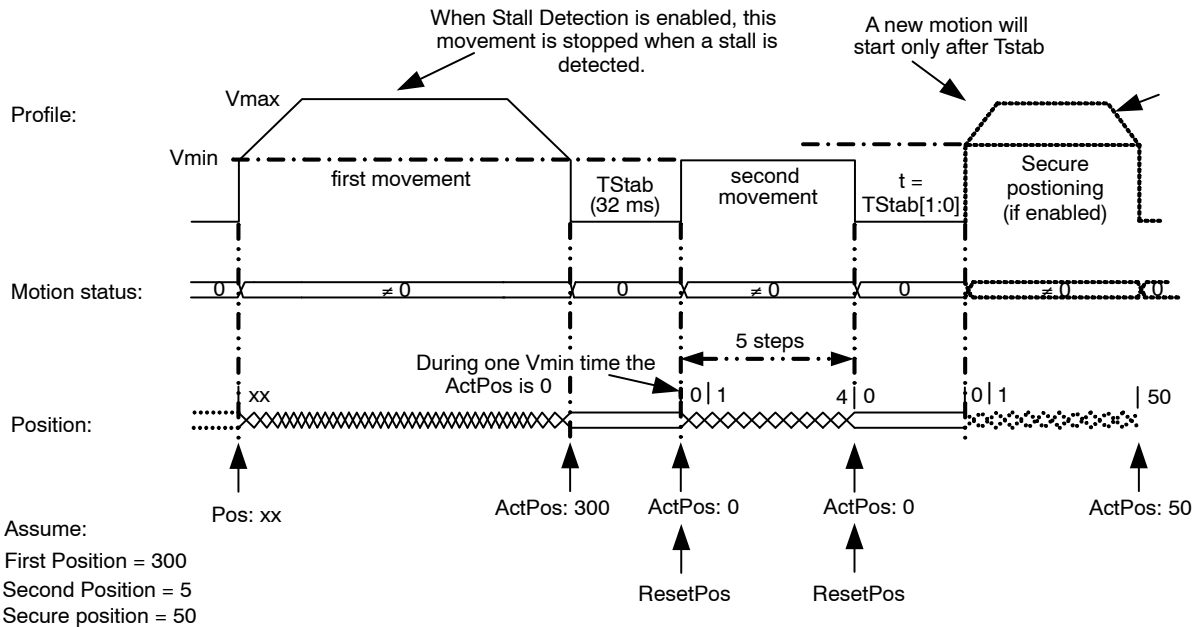 When Stall Detection is enabled, this
movement is stopped when a stall is
detected.
A new motion will
start only after Tstab
Profile:
Vmax
Vmin
first movement
TStab
(32 ms)
second
movement
t =
TStab[1:0]
Secure
postioning
(if enabled)
Motion status:
0
≠ 0
0
≠ 0
0
≠ 0
0
5 steps
During one Vmin time the
ActPos is 0
Position:
xx
0 | 1
4 | 0
0 | 1
| 50
Pos: xx
ActPos: 300
ActPos: 0
ActPos: 0
ActPos: 50
ResetPos
ResetPos
Assume:
First Position = 300
Second Position = 5
Secure position = 50